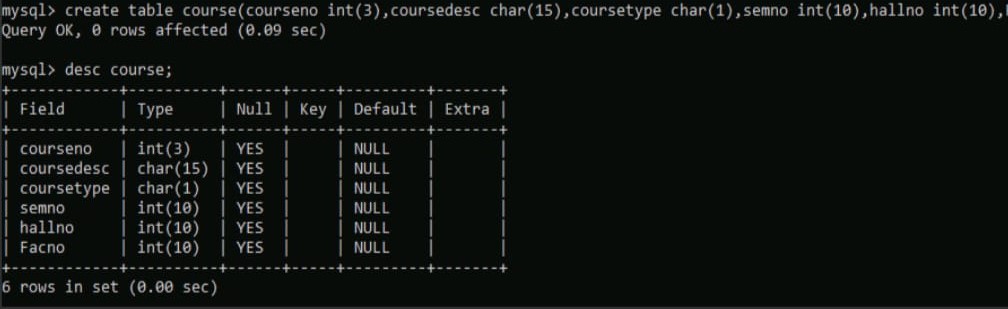 mysql> create table course(courseno int(3),coursedesc char(15),coursetype char(1),semno int(10),hallno int(10),
Query OK, 0 rows affected (0.09 sec)
mysql> desc course;
+------------+----------+------+-----+---------+-------+
| Field      | Type     | Null | Key | Default | Extra |
+------------+----------+------+-----+---------+-------+
| courseno   | int(3)   | YES  |     | NULL    |       |
| coursedesc | char(15) | YES  |     | NULL    |       |
| coursetype | char(1)  | YES  |     | NULL    |       |
| semno      | int(10)  | YES  |     | NULL    |       |
| hallno     | int(10)  | YES  |     | NULL    |       |
| Facno      | int(10)  | YES  |     | NULL    |       |
+------------+----------+------+-----+---------+-------+
6 rows in set (0.00 sec)